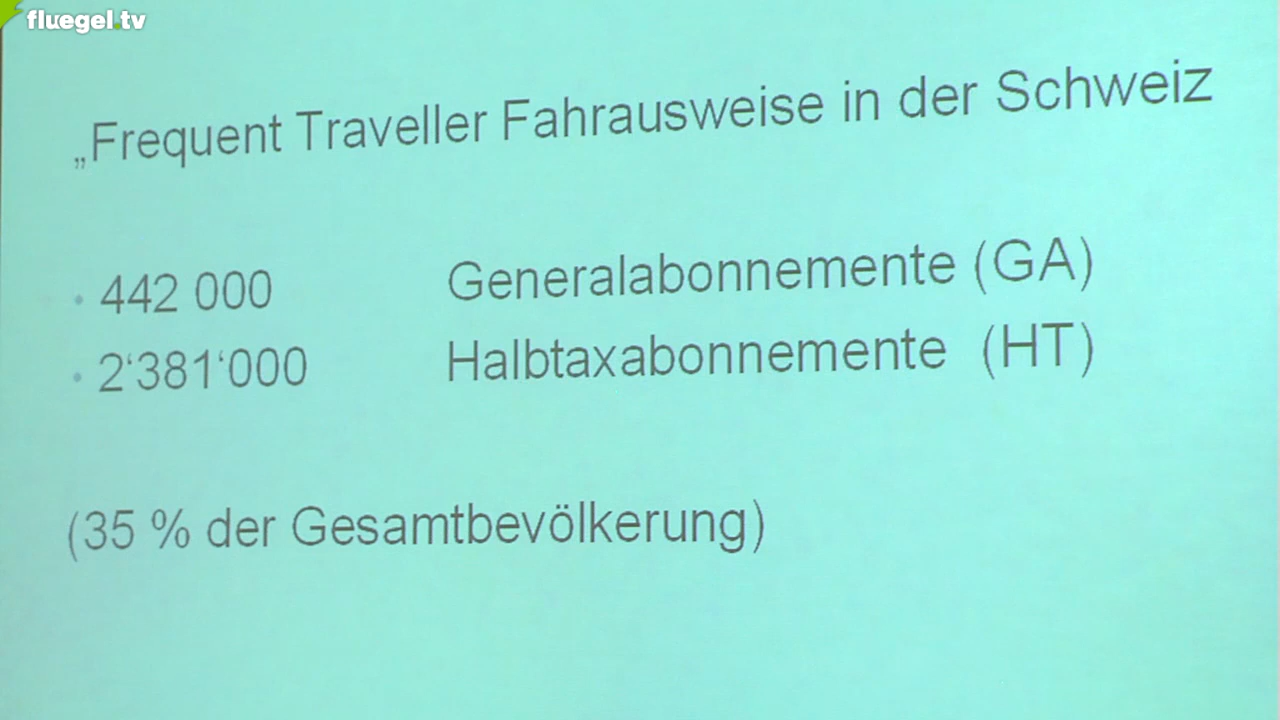 fluegel.tv
„Frequent Traveller Fahrausweise in der Schweiz
• 442 000 Generalabonnemente (GA)
• 2‘381‘000 Halbtaxabonnemente (HT)
(35 % der Gesamtbevölkerung)